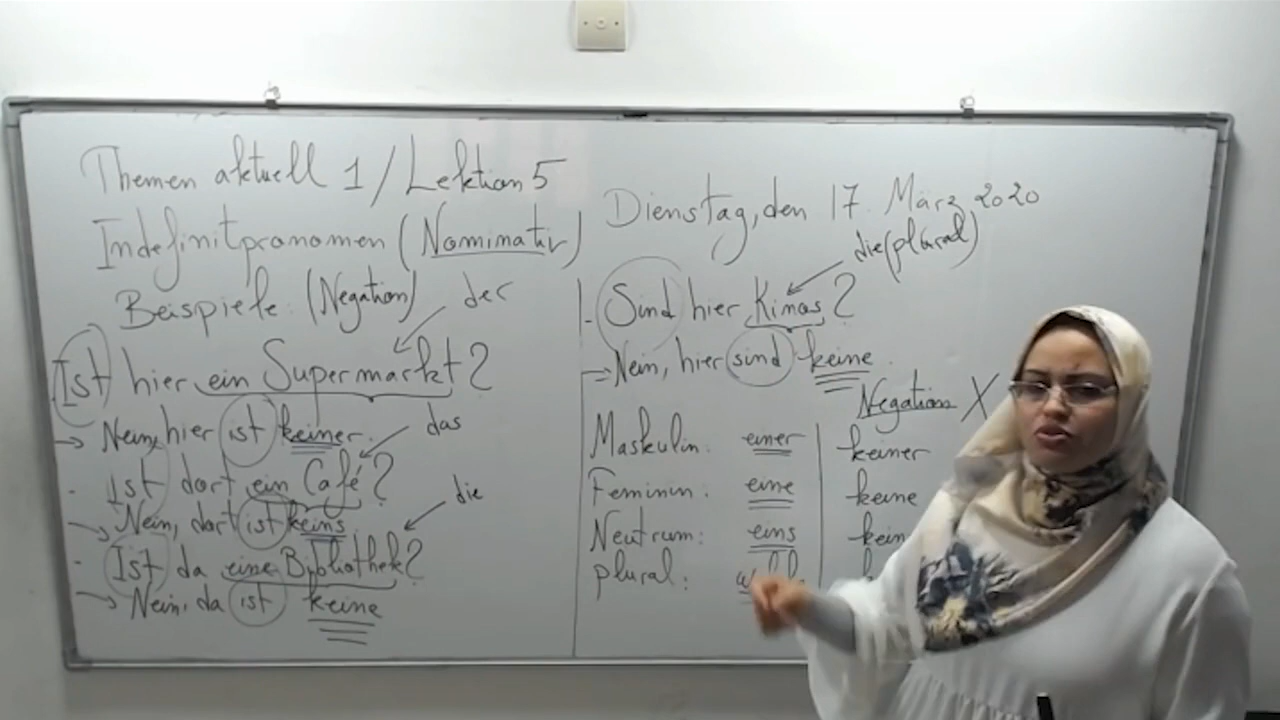 Themen aktuell 1 / Lektion 5
Indefinitpronomen (Nominativ)
Beispiele: (Negation)
der
Ist hier ein Supermarkt?
→ Nein, hier ist keiner.
das
- Ist dort ein Café?
→ Nein, dort ist keins
die
- Ist da eine Bibliothek?
→ Nein, da ist keine
Dienstag, den 17. März 2020
die (plural)
- Sind hier Kinos?
⇒ Nein, hier sind keine.
Negation X
Maskulin: einer keiner
Feminin: eine keine
Neutrum: eins kein
plural: